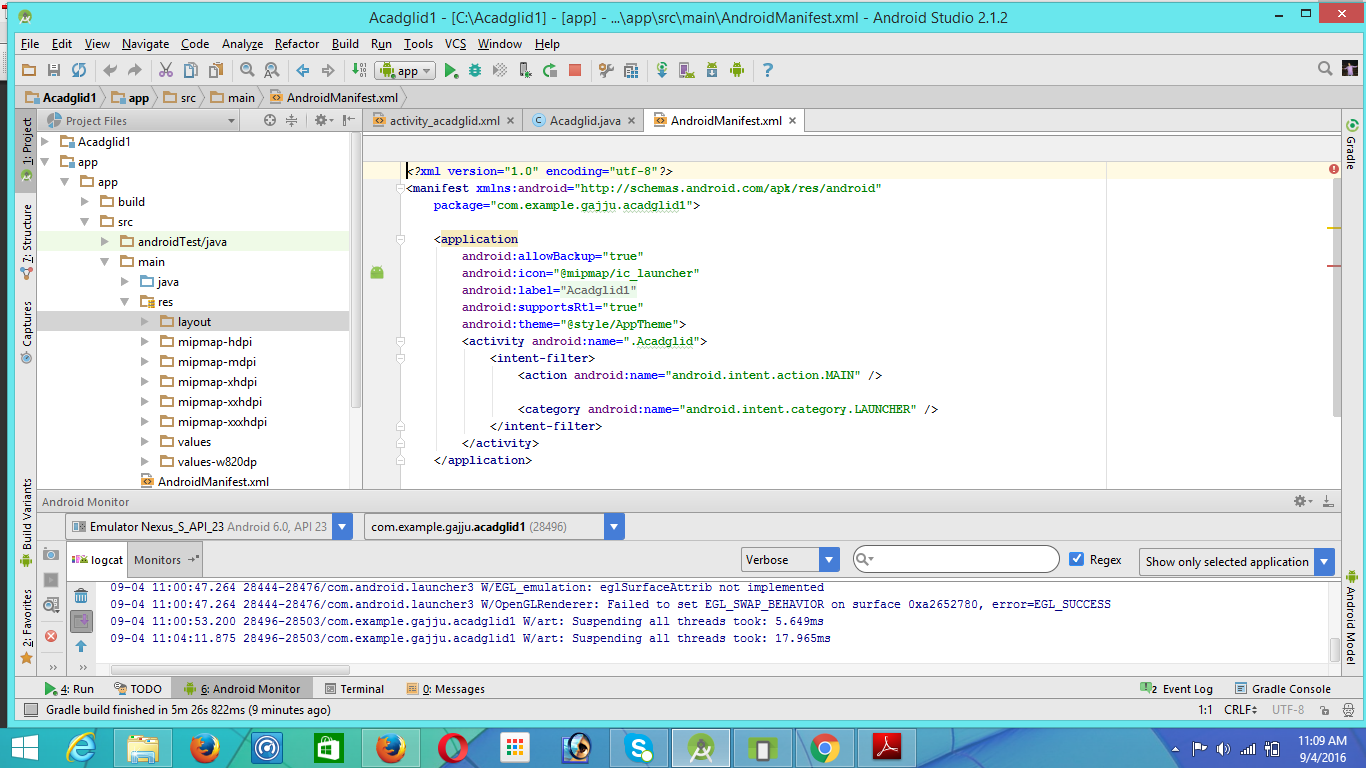 Acadglid1 - [C:\Acadglid1] - [app] - ...\app\src\main\AndroidManifest.xml - Android Studio 2.1.2
File Edit View Navigate Code Analyze Refactor Build Run Tools VCS Window Help
app
Acadglid1 app src main AndroidManifest.xml
1: Project
7: Structure
Captures
Build Variants
2: Favorites
Project Files
Acadglid1
app
app
build
src
androidTest/java
main
java
res
layout
mipmap-hdpi
mipmap-mdpi
mipmap-xhdpi
mipmap-xxhdpi
mipmap-xxxhdpi
values
values-w820dp
AndroidManifest.xml
activity_acadglid.xml Acadglid.java AndroidManifest.xml
<?xml version="1.0" encoding="utf-8"?>
<manifest xmlns:android="http://schemas.android.com/apk/res/android"
package="com.example.gajju.acadglid1">
<application
android:allowBackup="true"
android:icon="@mipmap/ic_launcher"
android:label="Acadglid1"
android:supportsRtl="true"
android:theme="@style/AppTheme">
<activity android:name=".Acadglid">
<intent-filter>
<action android:name="android.intent.action.MAIN" />
<category android:name="android.intent.category.LAUNCHER" />
</intent-filter>
</activity>
</application>
Gradle
Android Model
Android Monitor
Emulator Nexus_S_API_23 Android 6.0, API 23 com.example.gajju.acadglid1 (28496)
logcat Monitors Verbose Regex Show only selected application
09-04 11:00:47.264 28444-28476/com.android.launcher3 W/EGL_emulation: eglSurfaceAttrib not implemented
09-04 11:00:47.264 28444-28476/com.android.launcher3 W/OpenGLRenderer: Failed to set EGL_SWAP_BEHAVIOR on surface 0xa2652780, error=EGL_SUCCESS
09-04 11:00:53.200 28496-28503/com.example.gajju.acadglid1 W/art: Suspending all threads took: 5.649ms
09-04 11:04:11.875 28496-28503/com.example.gajju.acadglid1 W/art: Suspending all threads took: 17.965ms
4: Run TODO 6: Android Monitor Terminal 0: Messages 2 Event Log Gradle Console
Gradle build finished in 5m 26s 822ms (9 minutes ago) 1:1 CRLF UTF-8
11:09 AM
9/4/2016